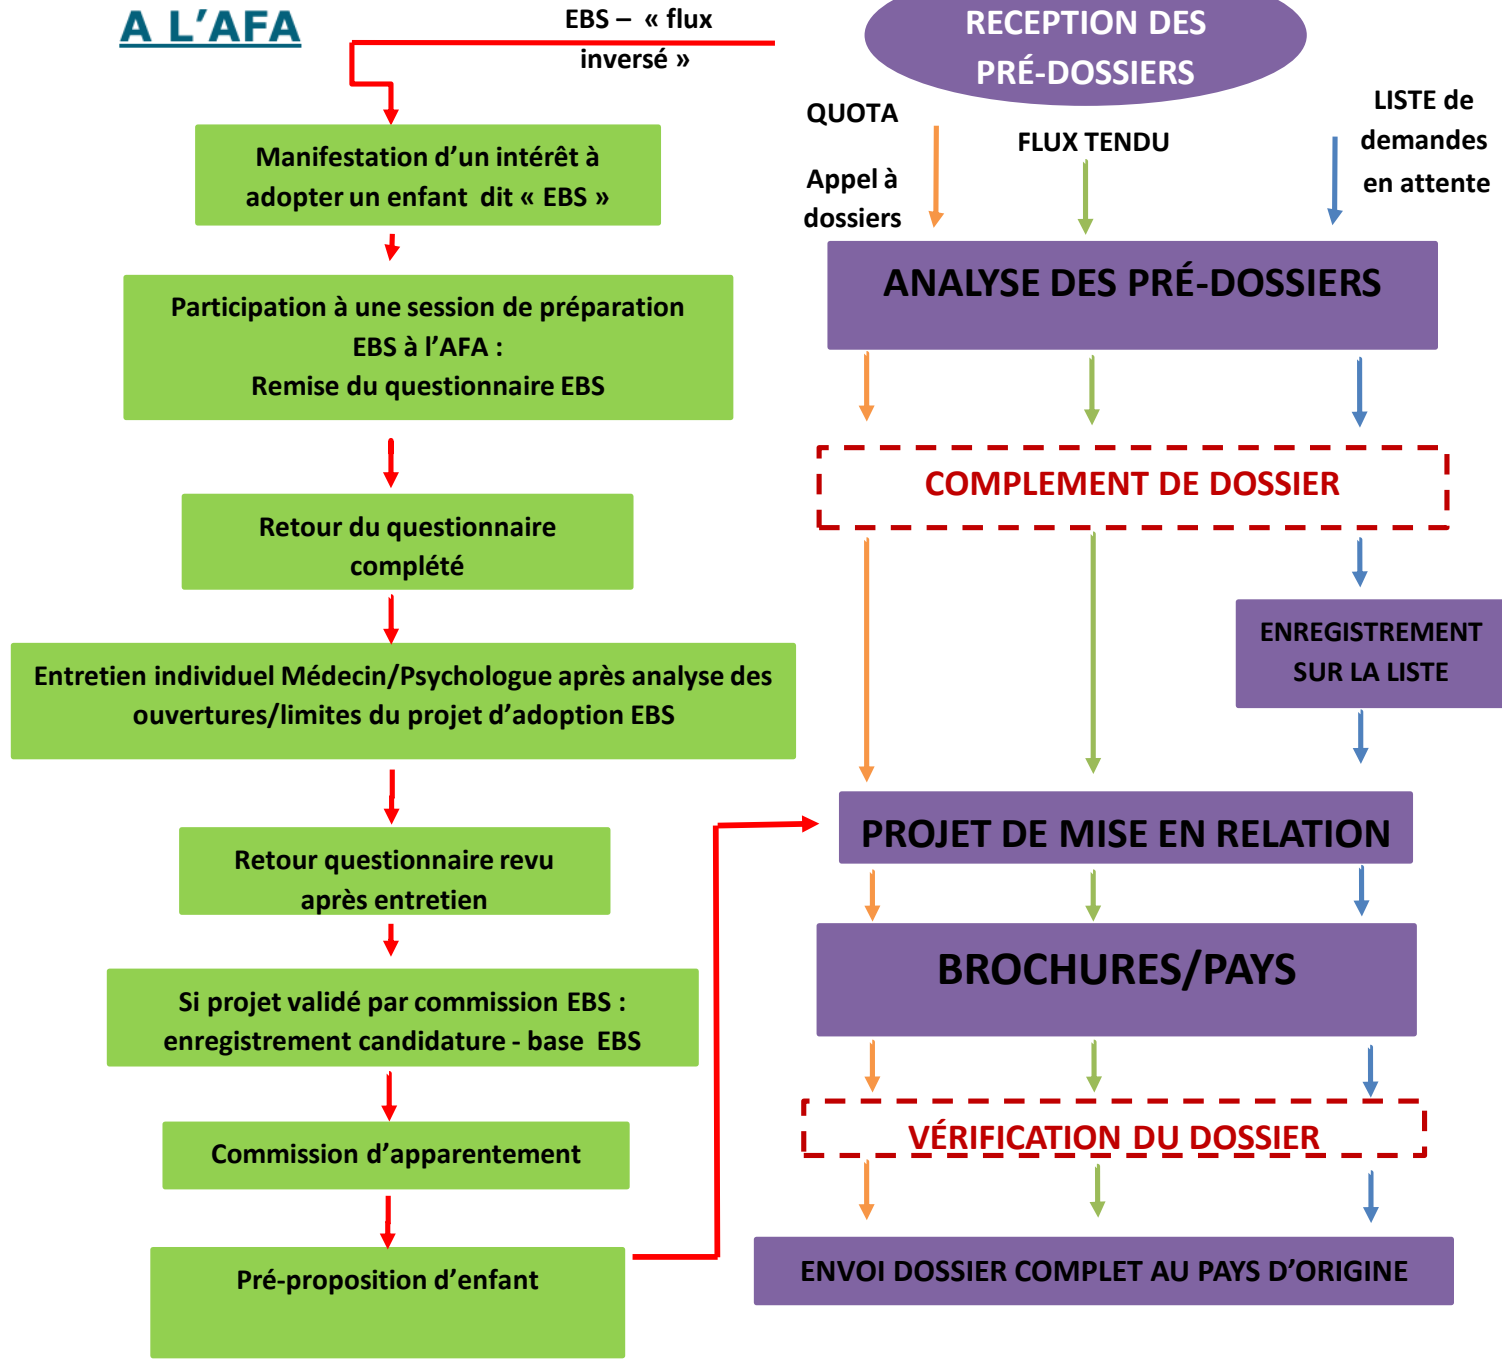 A L’AFA
EBS – « flux
inversé »
RECEPTION DES
PRÉ-DOSSIERS
QUOTA
Appel à
dossiers
FLUX TENDU
LISTE de
demandes
en attente
Manifestation d’un intérêt à
adopter un enfant dit « EBS »
Participation à une session de préparation
EBS à l’AFA :
Remise du questionnaire EBS
Retour du questionnaire
complété
Entretien individuel Médecin/Psychologue après analyse des
ouvertures/limites du projet d’adoption EBS
Retour questionnaire revu
après entretien
Si projet validé par commission EBS :
enregistrement candidature - base EBS
Commission d’apparentement
Pré-proposition d’enfant
ANALYSE DES PRÉ-DOSSIERS
COMPLEMENT DE DOSSIER
ENREGISTREMENT
SUR LA LISTE
PROJET DE MISE EN RELATION
BROCHURES/PAYS
VÉRIFICATION DU DOSSIER
ENVOI DOSSIER COMPLET AU PAYS D’ORIGINE